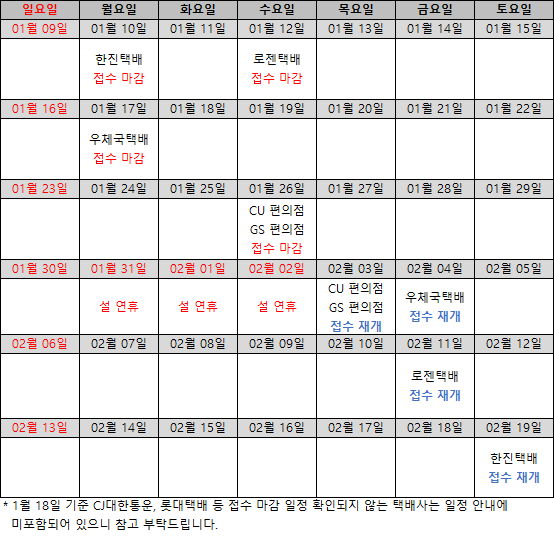 일요일 월요일 화요일 수요일 목요일 금요일 토요일
01월 09일 01월 10일 01월 11일 01월 12일 01월 13일 01월 14일 01월 15일
한진택배 로젠택배
접수 마감 접수 마감
01월 16일 01월 17일 01월 18일 01월 19일 01월 20일 01월 21일 01월 22일
우체국택배
접수 마감
01월 23일 01월 24일 01월 25일 01월 26일 01월 27일 01월 28일 01월 29일
CU 편의점
GS 편의점
접수 마감
01월 30일 01월 31일 02월 01일 02월 02일 02월 03일 02월 04일 02월 05일
설 연휴 설 연휴 설 연휴
CU 편의점
GS 편의점
접수 재개
우체국택배
접수 재개
02월 06일 02월 07일 02월 08일 02월 09일 02월 10일 02월 11일 02월 12일
로젠택배
접수 재개
02월 13일 02월 14일 02월 15일 02월 16일 02월 17일 02월 18일 02월 19일
한진택배
접수 재개
* 1월 18일 기준 CJ대한통운, 롯대택배 등 접수 마감 일정 확인되지 않는 택배사는 일정 안내에
미포함되어 있으니 참고 부탁드립니다.